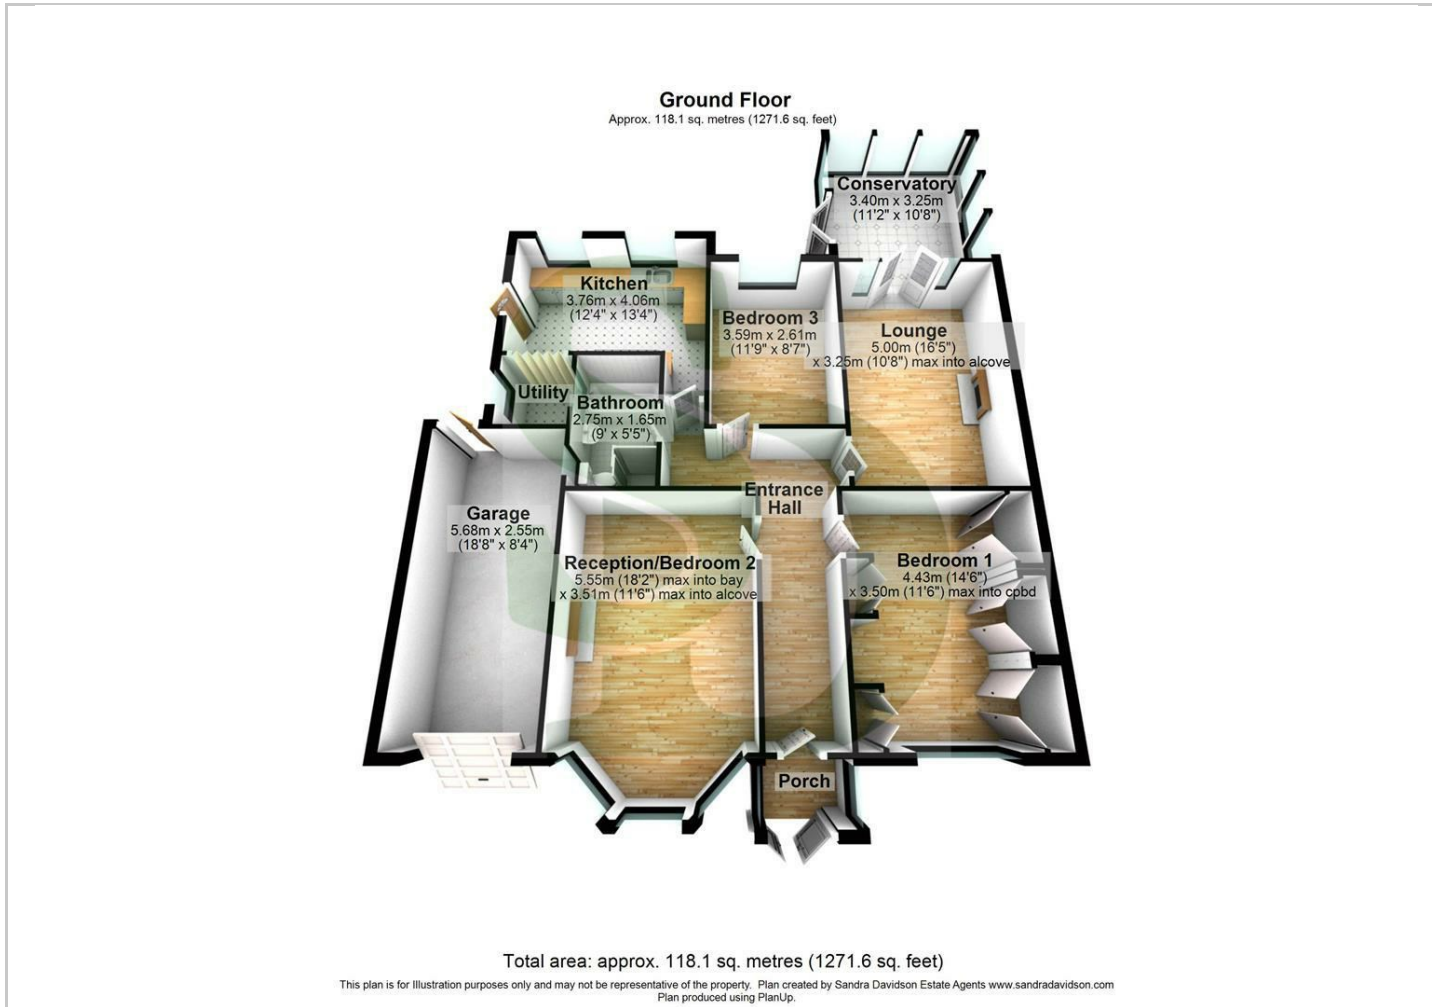 Ground Floor
Approx. 118.1 sq. metres (1271.6 sq. feet)
Conservatory
3.40m x 3.25m
(11'2" x 10'8")
Kitchen
3.76m x 4.06m
(12'4" x 13'4")
Bedroom 3
3.59m x 2.61m
(11'9" x 8'7")
Lounge
5.00m (16'5")
x 3.25m (10'8") max into alcove
Utility
Bathroom
2.75m x 1.65m
(9' x 5'5")
Entrance
Hall
Garage
5.68m x 2.55m
(18'8" x 8'4")
Reception/Bedroom 2
5.55m (18'2") max into bay
x 3.51m (11'6") max into alcove
Bedroom 1
4.43m (14'6")
x 3.50m (11'6") max into cpbd
Porch
Total area: approx. 118.1 sq. metres (1271.6 sq. feet)
This plan is for Illustration purposes only and may not be representative of the property. Plan created by Sandra Davidson Estate Agents www.sandradavidson.com
Plan produced using PlanUp.